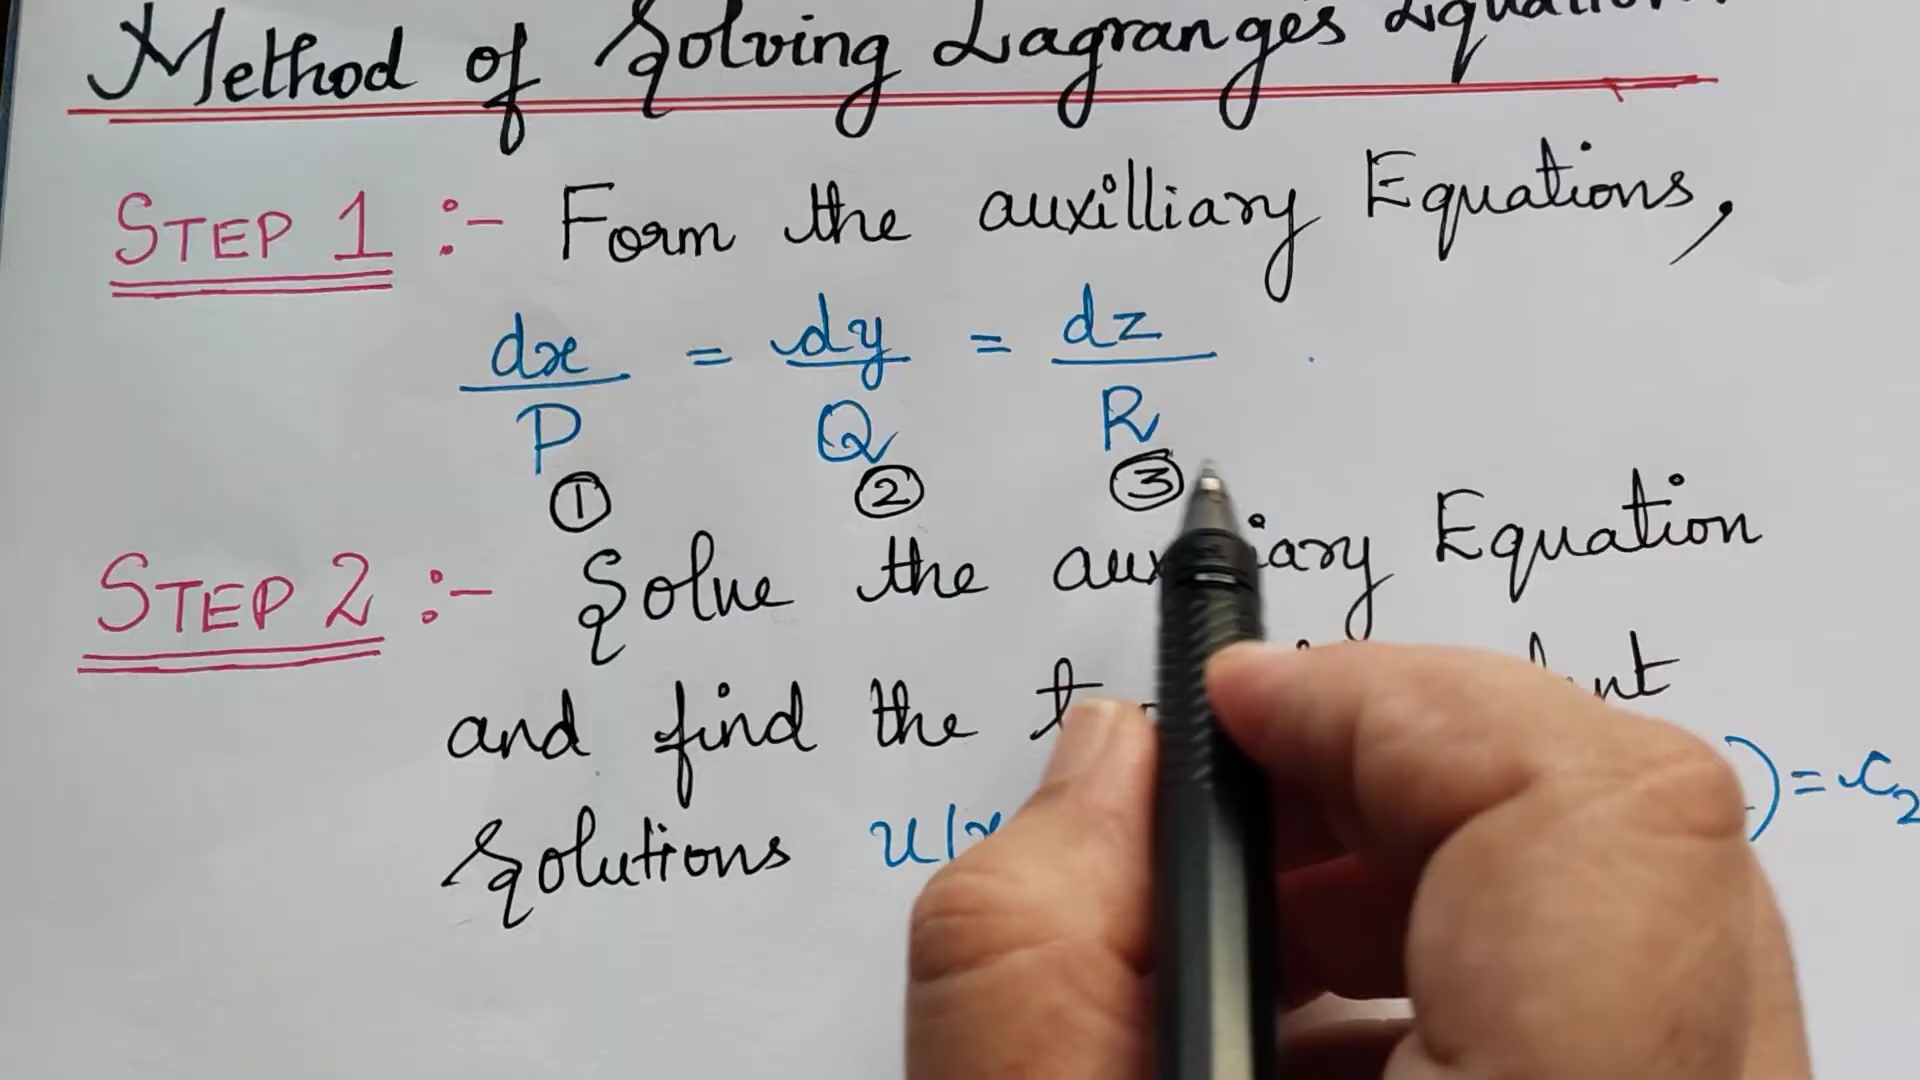 Method of Solving Lagranges Equation
STEP 1 :- Form the auxilliary Equations,
dx/P = dy/Q = dz/R
① ② ③
STEP 2 :- Solve the Equation
and find the
Solutions = c₂